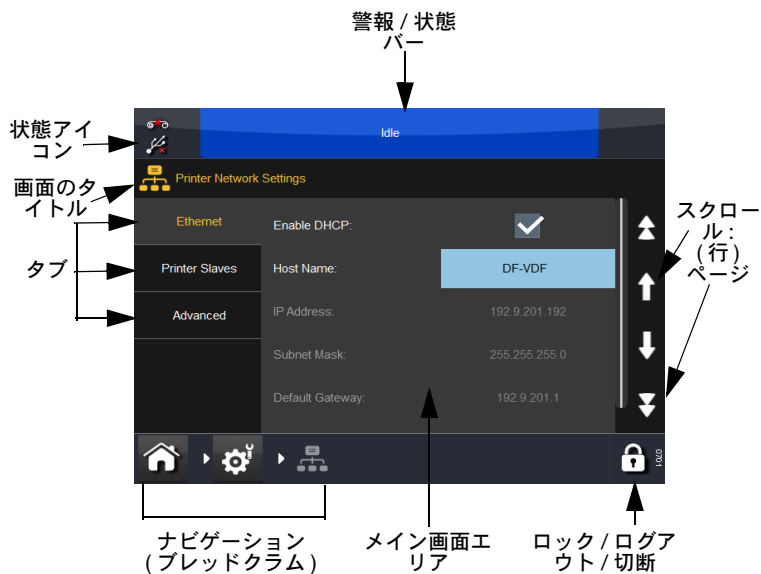 警報 / 状態
バー
Idle
状態アイ
コン
画面のタ
イトル
Printer Network Settings
タブ
Ethernet
Printer Slaves
Advanced
Enable DHCP:
Host Name:
DF-VDF
IP Address:
192.9.201.192
Subnet Mask:
255.255.255.0
Default Gateway:
192.9.201.1
スクロー
ル :
( 行 )
ページ
0701
ナビゲーション
( ブレッドクラム )
メイン画面エ
リア
ロック / ログア
ウト / 切断